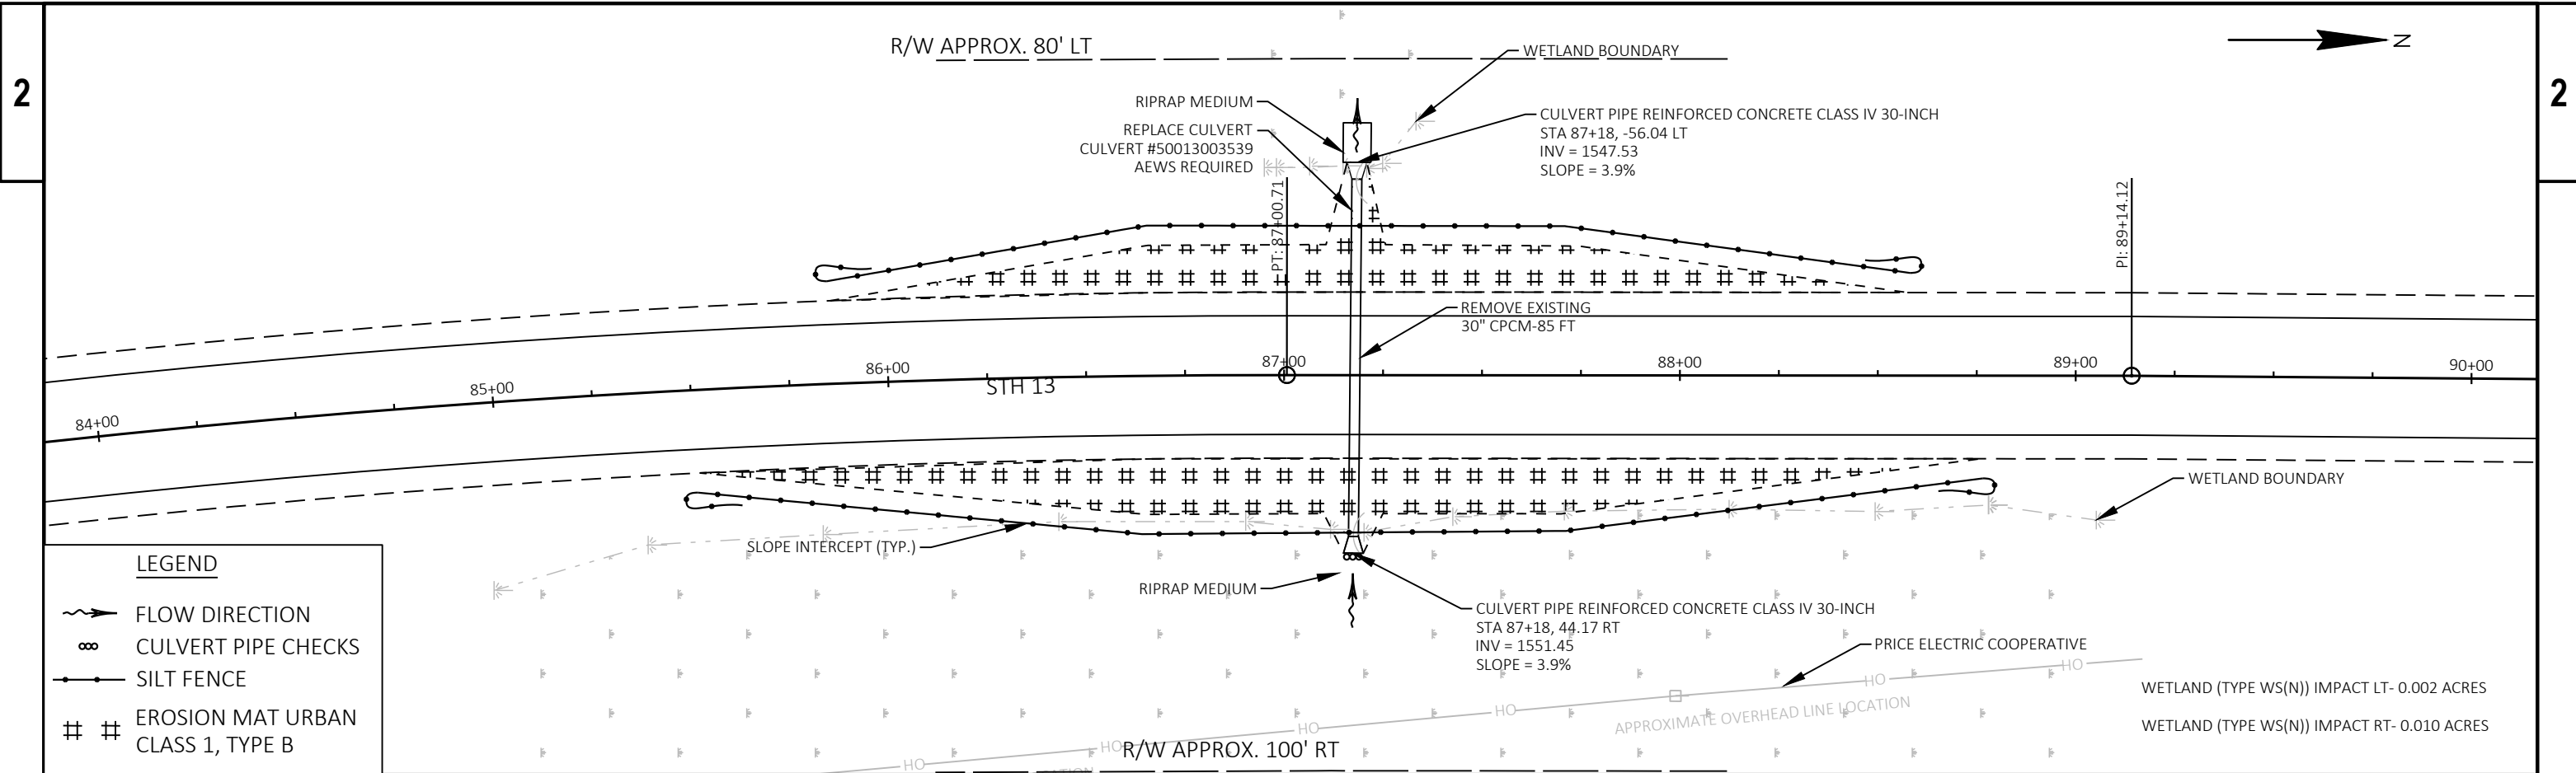 2
2
R/W APPROX. 80' LT
WETLAND BOUNDARY
N
RIPRAP MEDIUM
REPLACE CULVERT
CULVERT #50013003539
AEWS REQUIRED
CULVERT PIPE REINFORCED CONCRETE CLASS IV 30-INCH
STA 87+18, -56.04 LT
INV = 1547.53
SLOPE = 3.9%
PT: 87+00.71
PI: 89+14.12
REMOVE EXISTING
30" CPCM-85 FT
84+00
85+00
86+00
87+00
88+00
89+00
90+00
STH 13
WETLAND BOUNDARY
SLOPE INTERCEPT (TYP.)
RIPRAP MEDIUM
CULVERT PIPE REINFORCED CONCRETE CLASS IV 30-INCH
STA 87+18, 44.17 RT
INV = 1551.45
SLOPE = 3.9%
PRICE ELECTRIC COOPERATIVE
HO
HO
HO
HO
HO
HO
APPROXIMATE OVERHEAD LINE LOCATION
WETLAND (TYPE WS(N)) IMPACT LT- 0.002 ACRES
WETLAND (TYPE WS(N)) IMPACT RT- 0.010 ACRES
R/W APPROX. 100' RT
LEGEND
FLOW DIRECTION
CULVERT PIPE CHECKS
SILT FENCE
EROSION MAT URBAN
CLASS 1, TYPE B